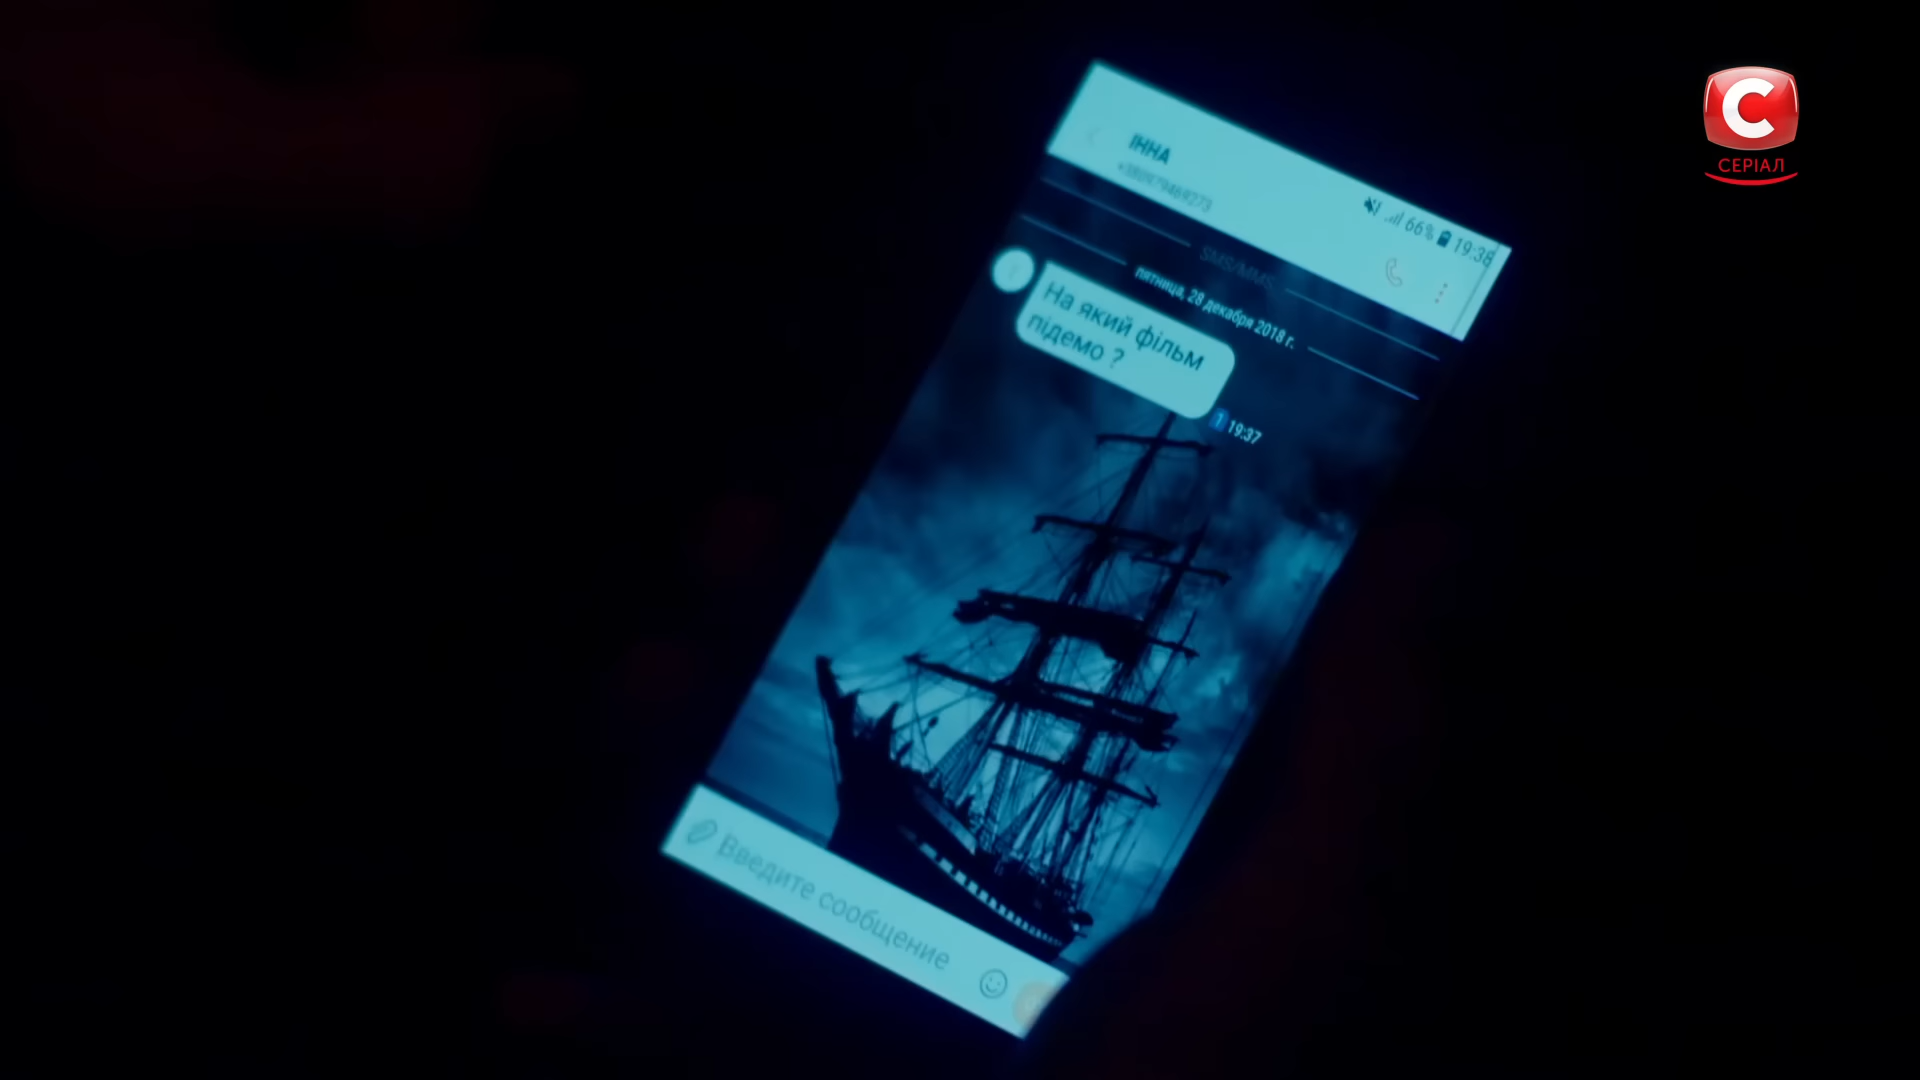 66% 19:38
ІННА
SMS/MMS
пятница, 28 декабря 2018 г.
На який фільм
підемо ?
1 19:37
Введите сообщение
C
СЕРІАЛ